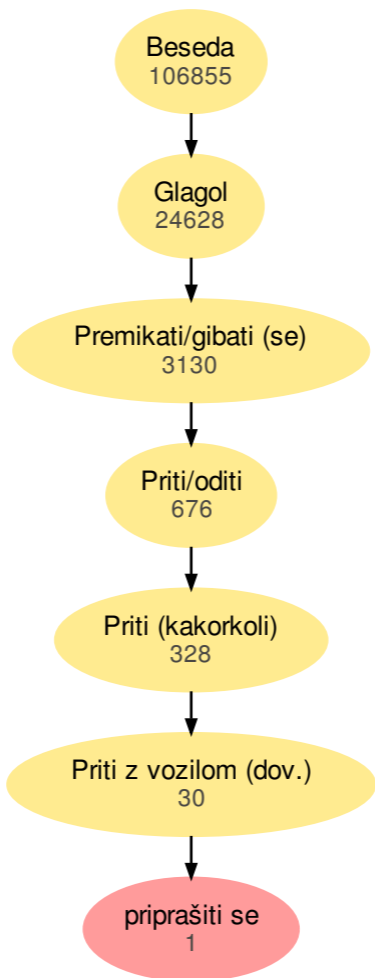 Beseda
106855
Glagol
24628
Premikati/gibati (se)
3130
Priti/oditi
676
Priti (kakorkoli)
328
Priti z vozilom (dov.)
30
priprašiti se
1